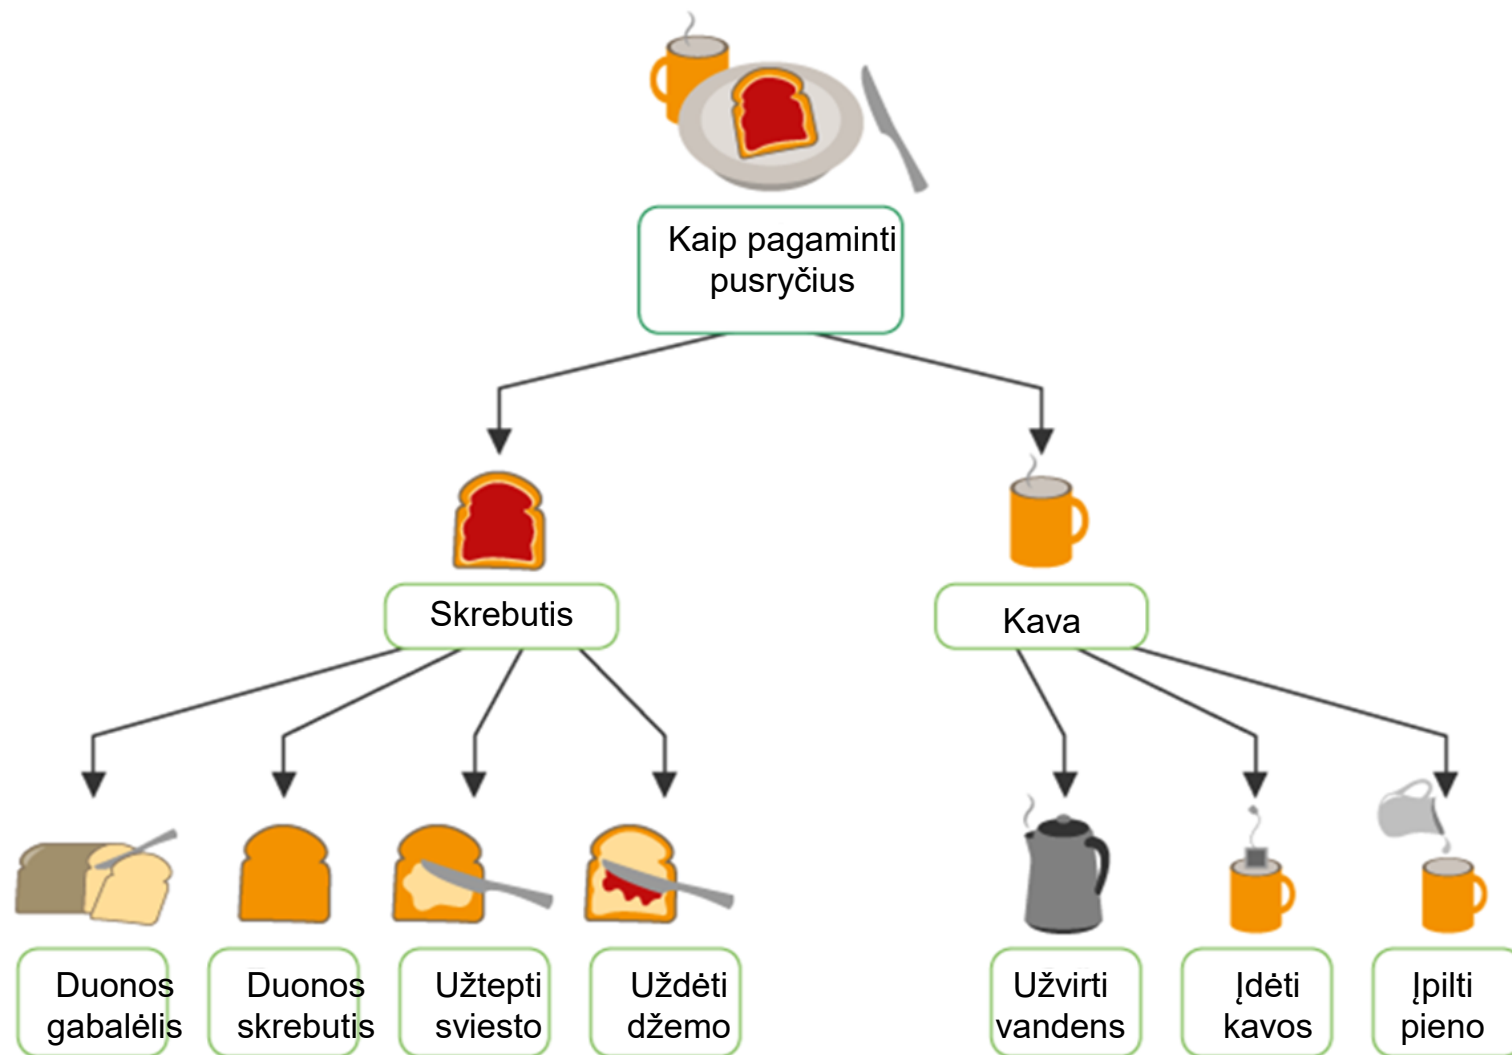 Kaip pagaminti
pusryčius
Skrebutis
Kava
Duonos
gabalėlis
Duonos
skrebutis
Užtepti
sviesto
Uždėti
džemo
Užvirti
vandens
Įdėti
kavos
Įpilti
pieno